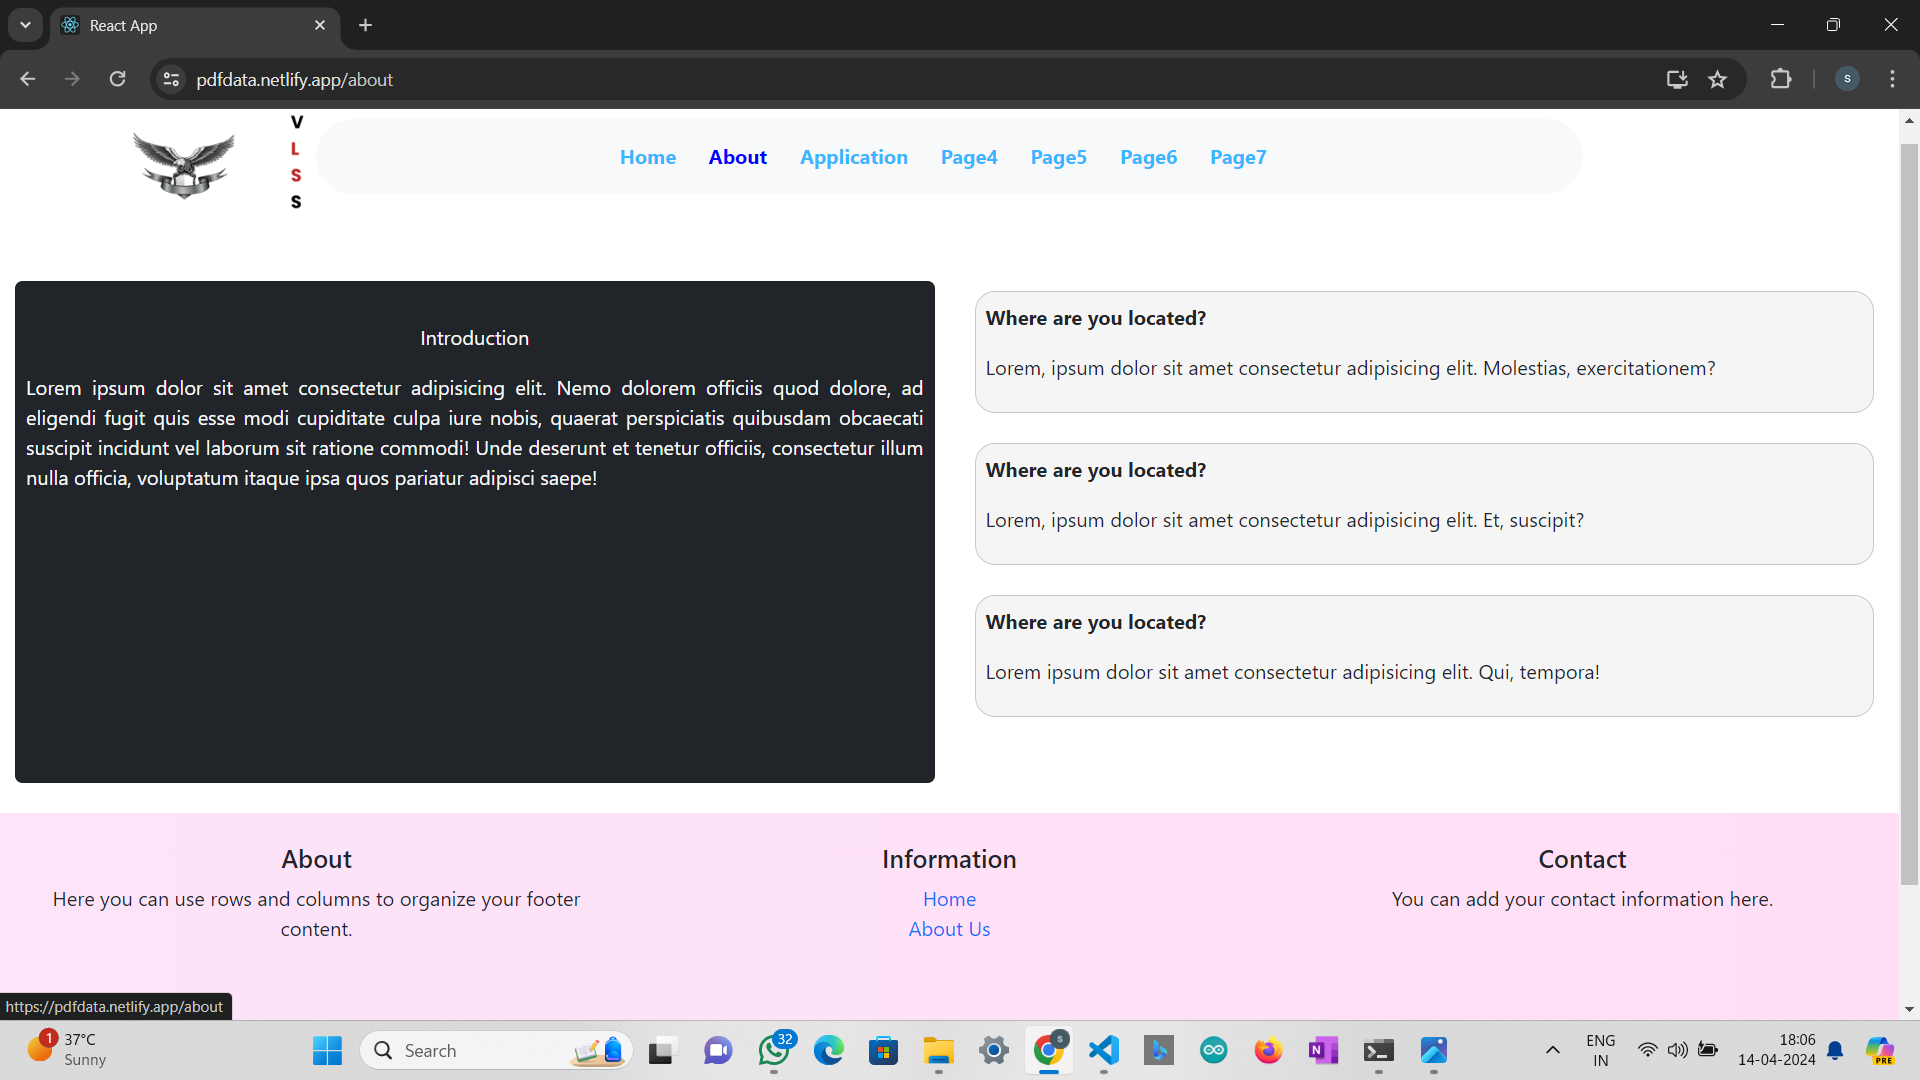 React App
pdfdata.netlify.app/about
S
V
L
S
S
Home About Application Page4 Page5 Page6 Page7
Introduction
Lorem ipsum dolor sit amet consectetur adipisicing elit. Nemo dolorem officiis quod dolore, ad
eligendi fugit quis esse modi cupiditate culpa iure nobis, quaerat perspiciatis quibusdam obcaecati
suscipit incidunt vel laborum sit ratione commodi! Unde deserunt et tenetur officiis, consectetur illum
nulla officia, voluptatum itaque ipsa quos pariatur adipisci saepe!
Where are you located?
Lorem, ipsum dolor sit amet consectetur adipisicing elit. Molestias, exercitationem?
Where are you located?
Lorem, ipsum dolor sit amet consectetur adipisicing elit. Et, suscipit?
Where are you located?
Lorem ipsum dolor sit amet consectetur adipisicing elit. Qui, tempora!
About
Here you can use rows and columns to organize your footer
content.
Information
Home
About Us
Contact
You can add your contact information here.
https://pdfdata.netlify.app/about
1
37°C
Sunny
Search
32
S
N
PRE
ENG
IN
18:06
14-04-2024